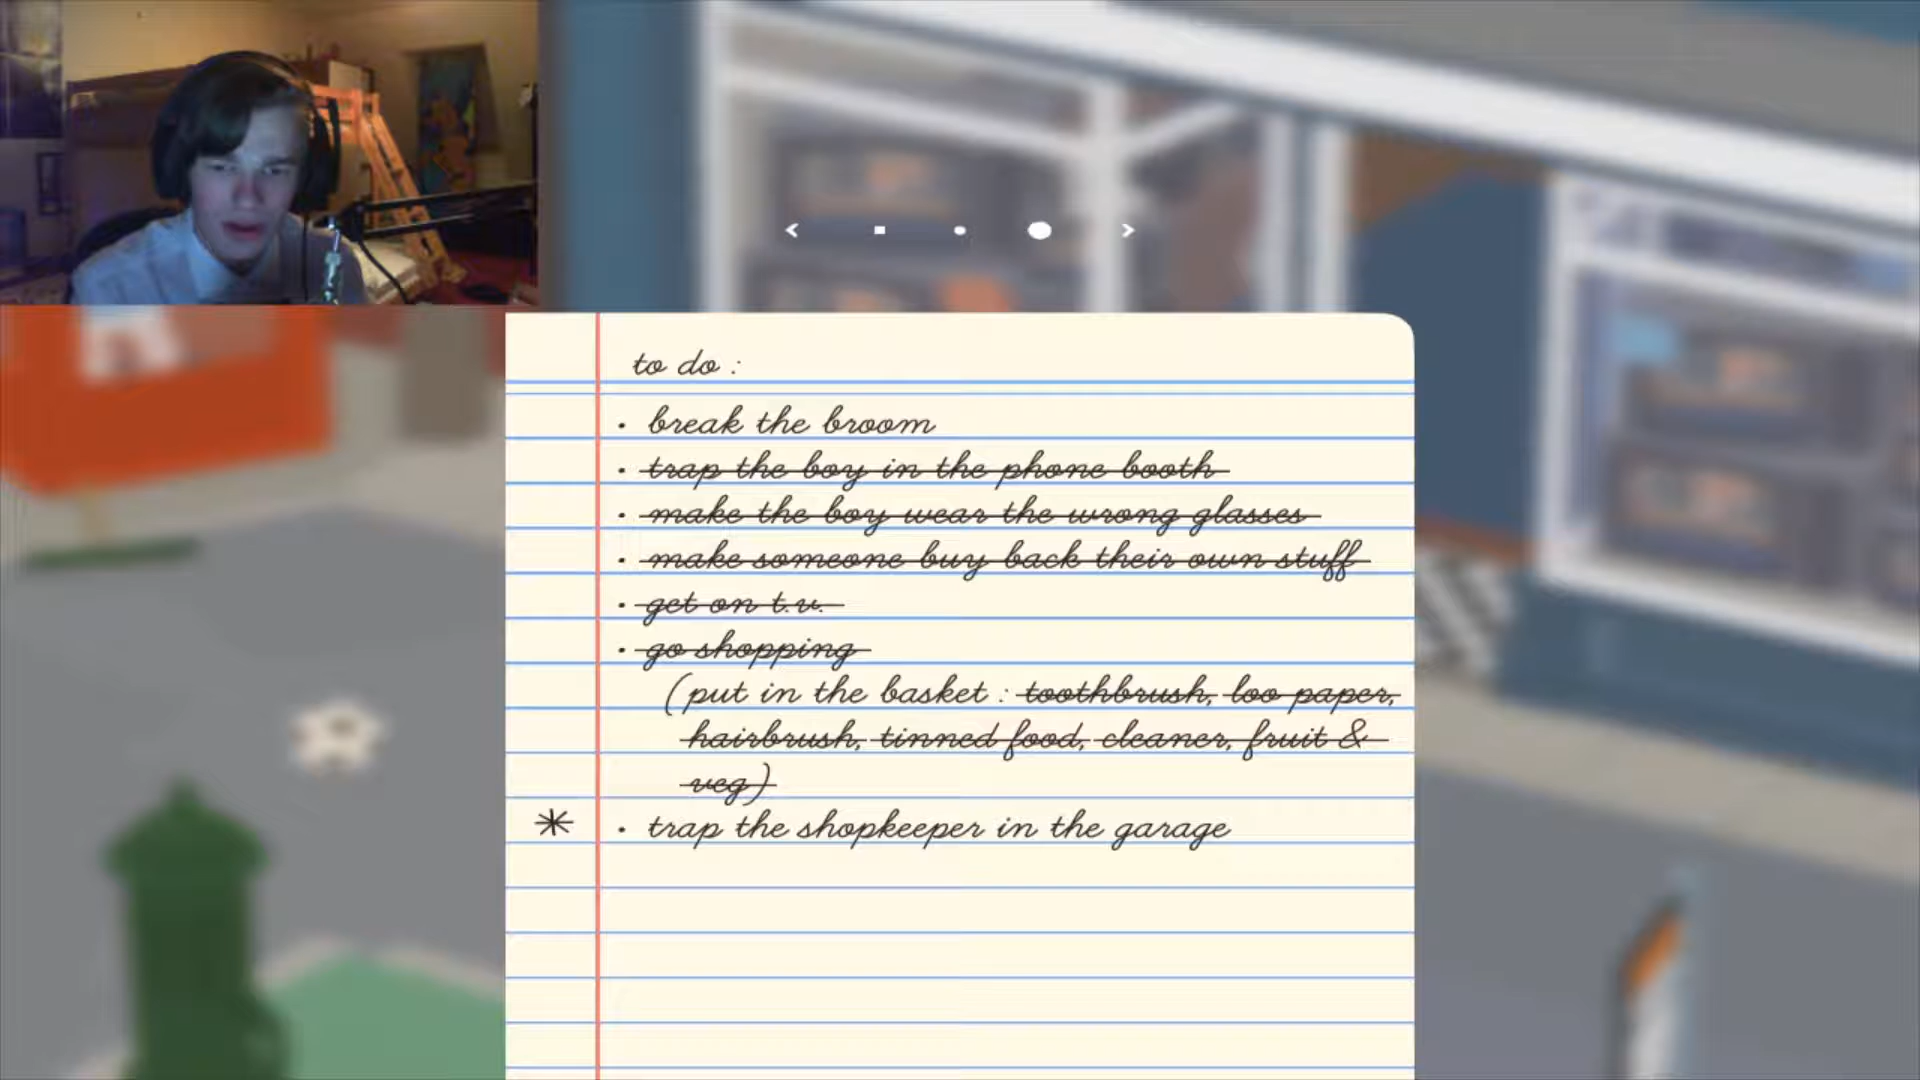 to do :
• break the broom
• trap the boy in the phone booth
• make the boy wear the wrong glasses
• make someone buy back their own stuff
• get on t.v.
• go shopping
(put in the basket : toothbrush, loo paper,
hairbrush, tinned food, cleaner, fruit &
veg)
* • trap the shopkeeper in the garage